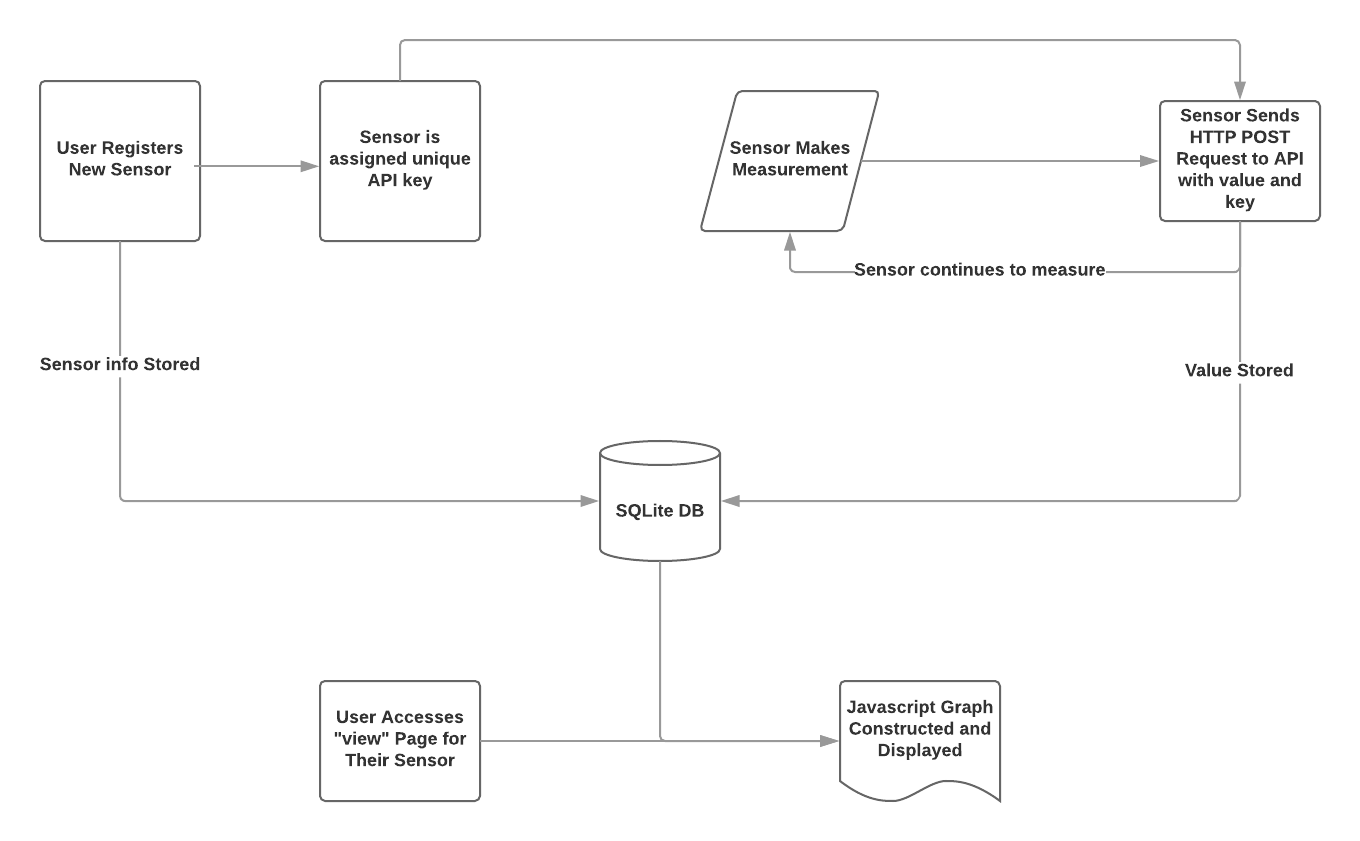 User Registers
New Sensor
Sensor is
assigned unique
API key
Sensor Makes
Measurement
Sensor Sends
HTTP POST
Request to API
with value and
key
Sensor continues to measure
Sensor info Stored
Value Stored
SQLite DB
User Accesses
"view" Page for
Their Sensor
Javascript Graph
Constructed and
Displayed